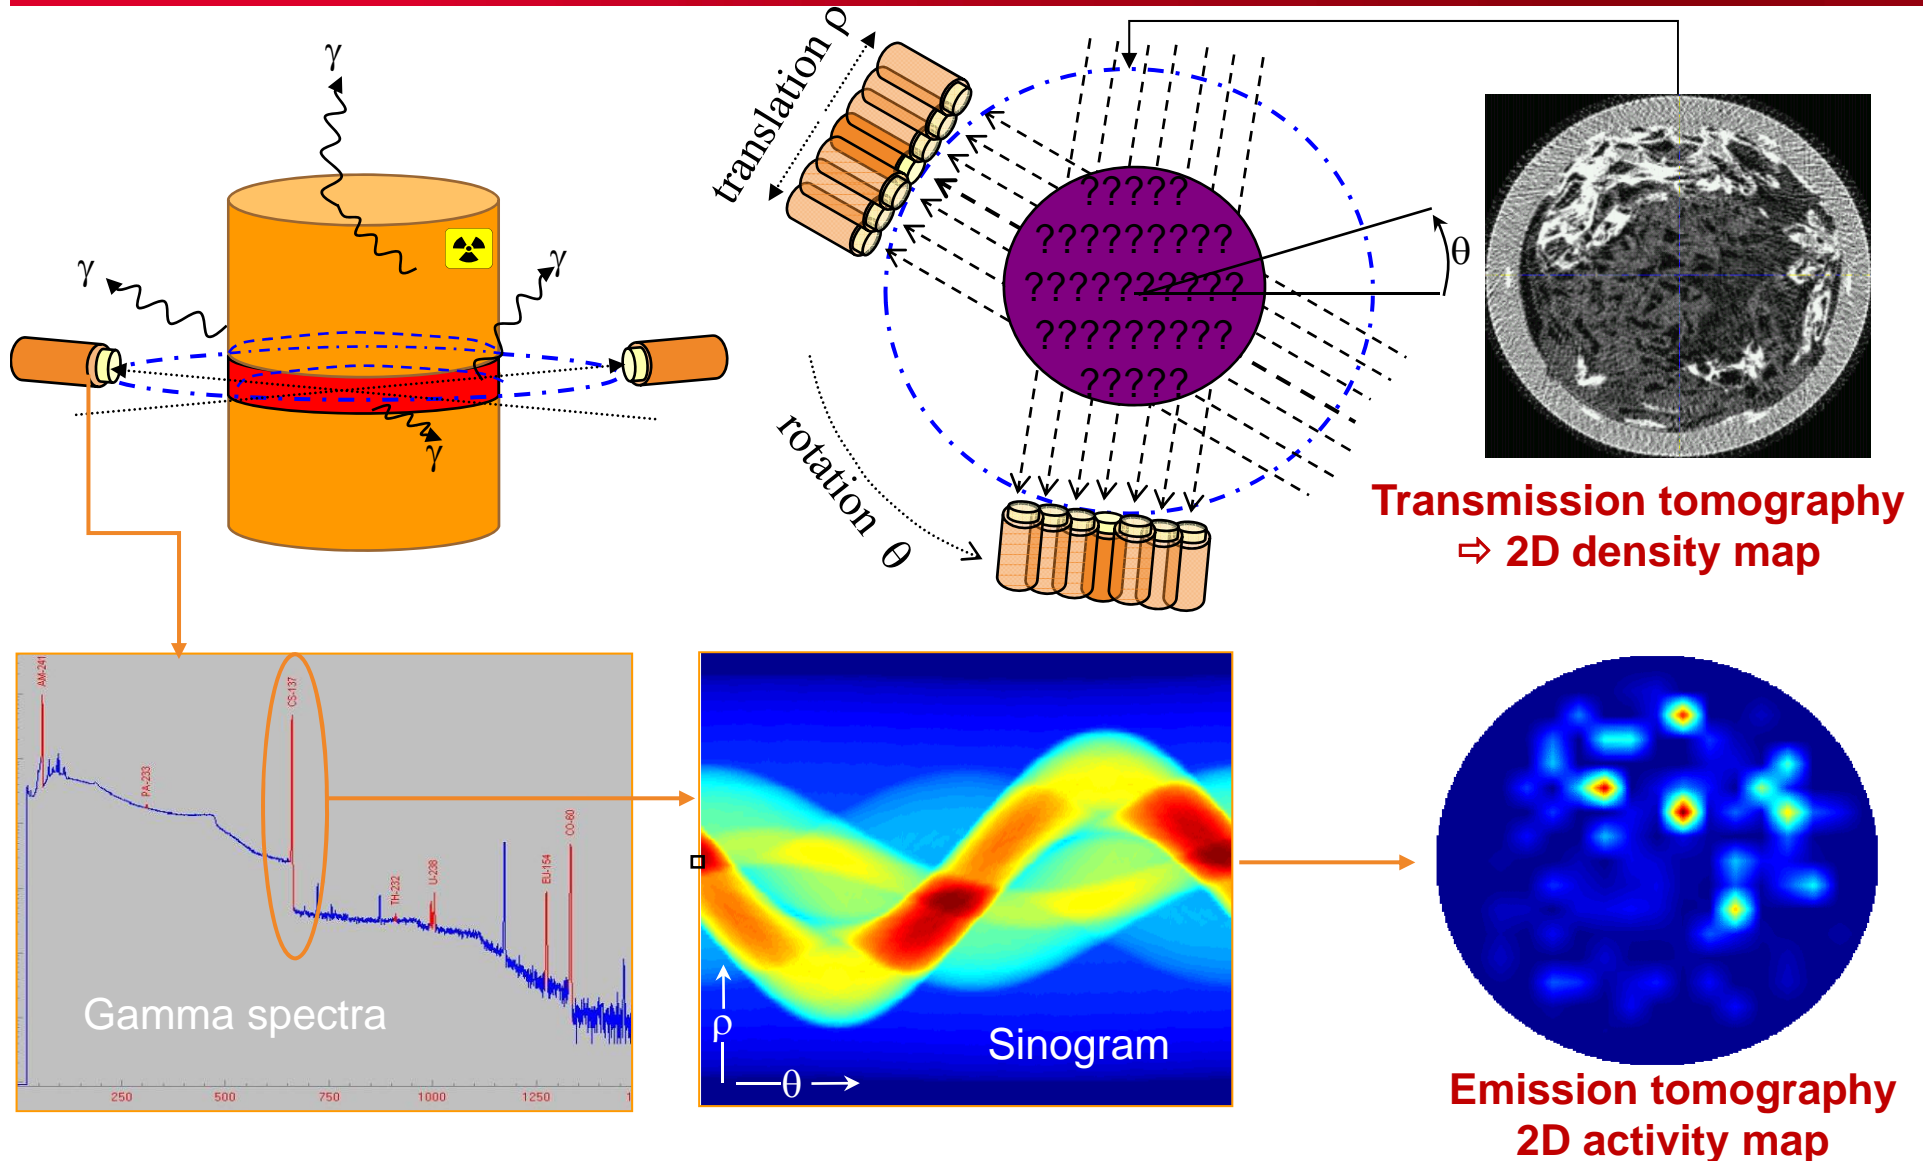 γ
γ
γ
γ
translation ρ
rotation θ
?????
?????????
??????????
?????????
?????
θ
Transmission tomography
⇨ 2D density map
AM-241
PA-233
CS-137
TH-232
U-238
EU-154
CO-60
Gamma spectra
250
500
750
1000
1250
ρ
θ
Sinogram
Emission tomography
2D activity map